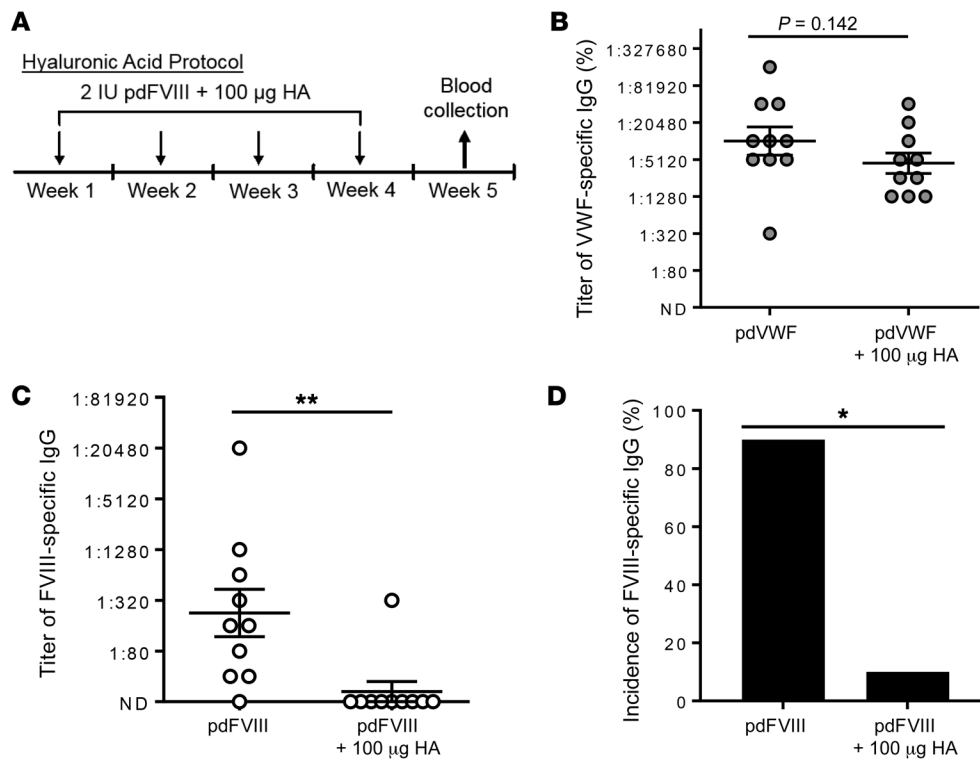 A
Hyaluronic Acid Protocol
2 IU pdFVIII + 100 µg HA
Blood
collection
Week 1
Week 2
Week 3
Week 4
Week 5
B
P = 0.142
Titer of VWF-specific IgG (%)
1:327680
1:81920
1:20480
1:5120
1:1280
1:320
1:80
ND
pdVWF
pdVWF
+ 100 µg HA
C
**
Titer of FVIII-specific IgG
1:81920
1:20480
1:5120
1:1280
1:320
1:80
ND
pdFVIII
pdFVIII
+ 100 µg HA
D
*
Incidence of FVIII-specific IgG (%)
100
80
60
40
20
0
pdFVIII
pdFVIII
+ 100 µg HA